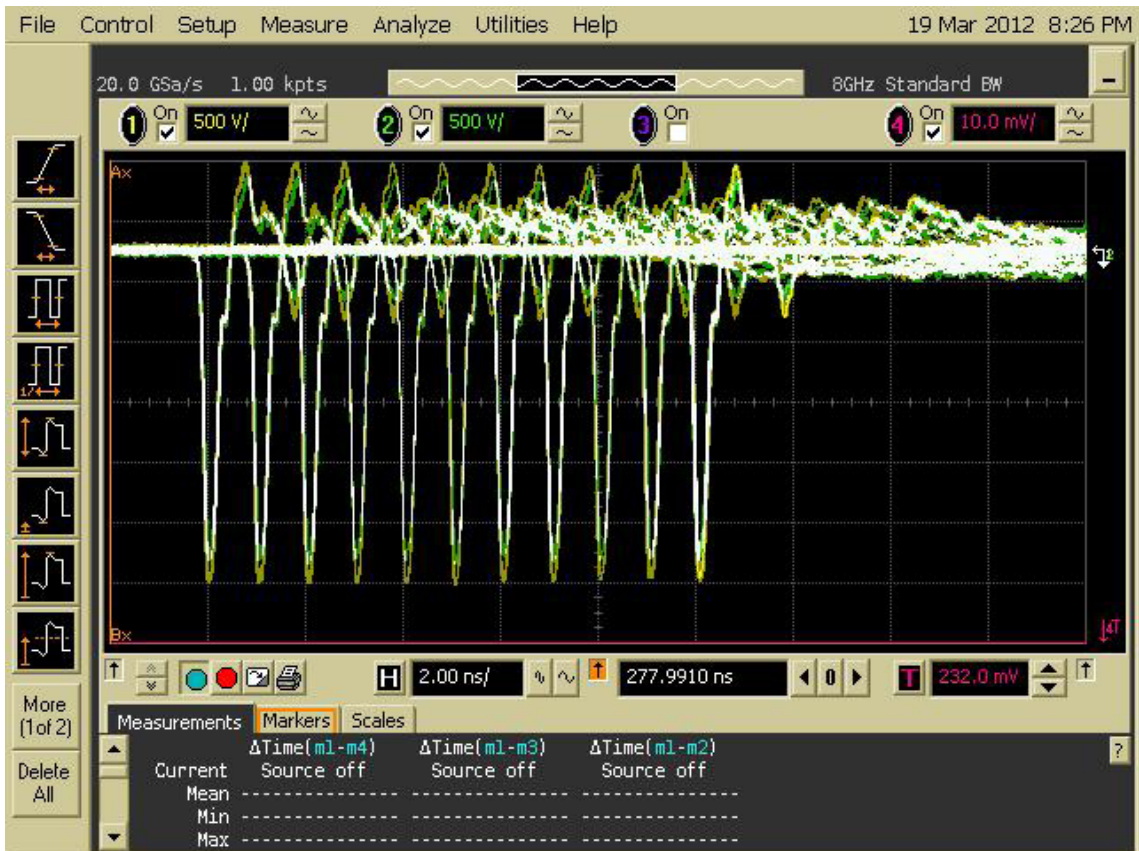 File Control Setup Measure Analyze Utilities Help 19 Mar 2012 8:26 PM
20.0 GSa/s 1.00 kpts 8GHz Standard BW
1 On 500 V/ 2 On 500 V/ 3 On 4 On 10.0 mV/
Ax
2
Bx
4T
H 2.00 ns/ 277.9910 ns 0 T 232.0 mV
1/
More
(1of 2)
Delete
All
Measurements Markers Scales
ΔTime(m1-m4) ΔTime(m1-m3) ΔTime(m1-m2) ?
Current Source off Source off Source off
Mean -------------- -------------- --------------
Min -------------- -------------- --------------
Max -------------- -------------- --------------